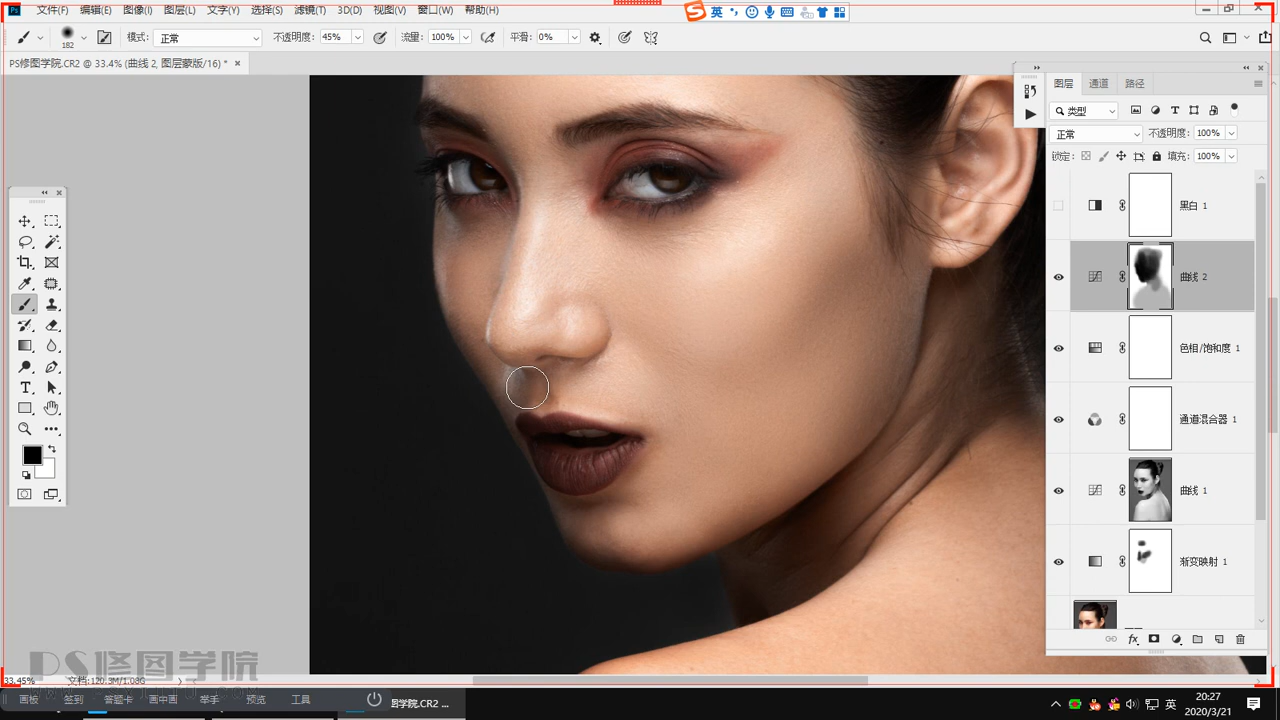 Ps 文件(F) 编辑(E) 图像(I) 图层(L) 文字(Y) 选择(S) 滤镜(T) 3D(D) 视图(V) 窗口(W) 帮助(H)
英
182 模式: 正常 不透明度: 45% 流量: 100% 平滑: 0%
PS修图学院.CR2 @ 33.4% (曲线 2, 图层蒙版/16) * ×
图层 通道 路径
类型
正常 不透明度: 100%
锁定: 填充: 100%
黑白 1
曲线 2
色相/饱和度 1
通道混合器 1
曲线 1
渐变映射 1
PS修图学院
33.45% 文档:120.3M/1.08G
画板 签到 答题卡 画中画 举手 预览 工具
图学院.CR2 ...
英
20:27
2020/3/21